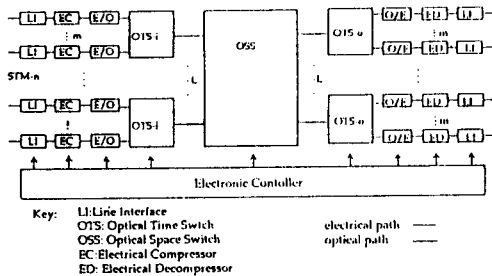 LI EC E/O OTS-i OSS OTS-o O/E ED LI
m m
LI EC E/O O/E ED LI
STM-n L L
LI EC E/O OTS-i OTS-o O/E ED LI
m
LI EC E/O O/E ED LI
Electronic Contoller
Key: LI:Line Interface
OTS: Optical Time Switch electrical path
OSS: Optical Space Switch optical path
EC: Electrical Compressor
ED: Electrical Decompressor